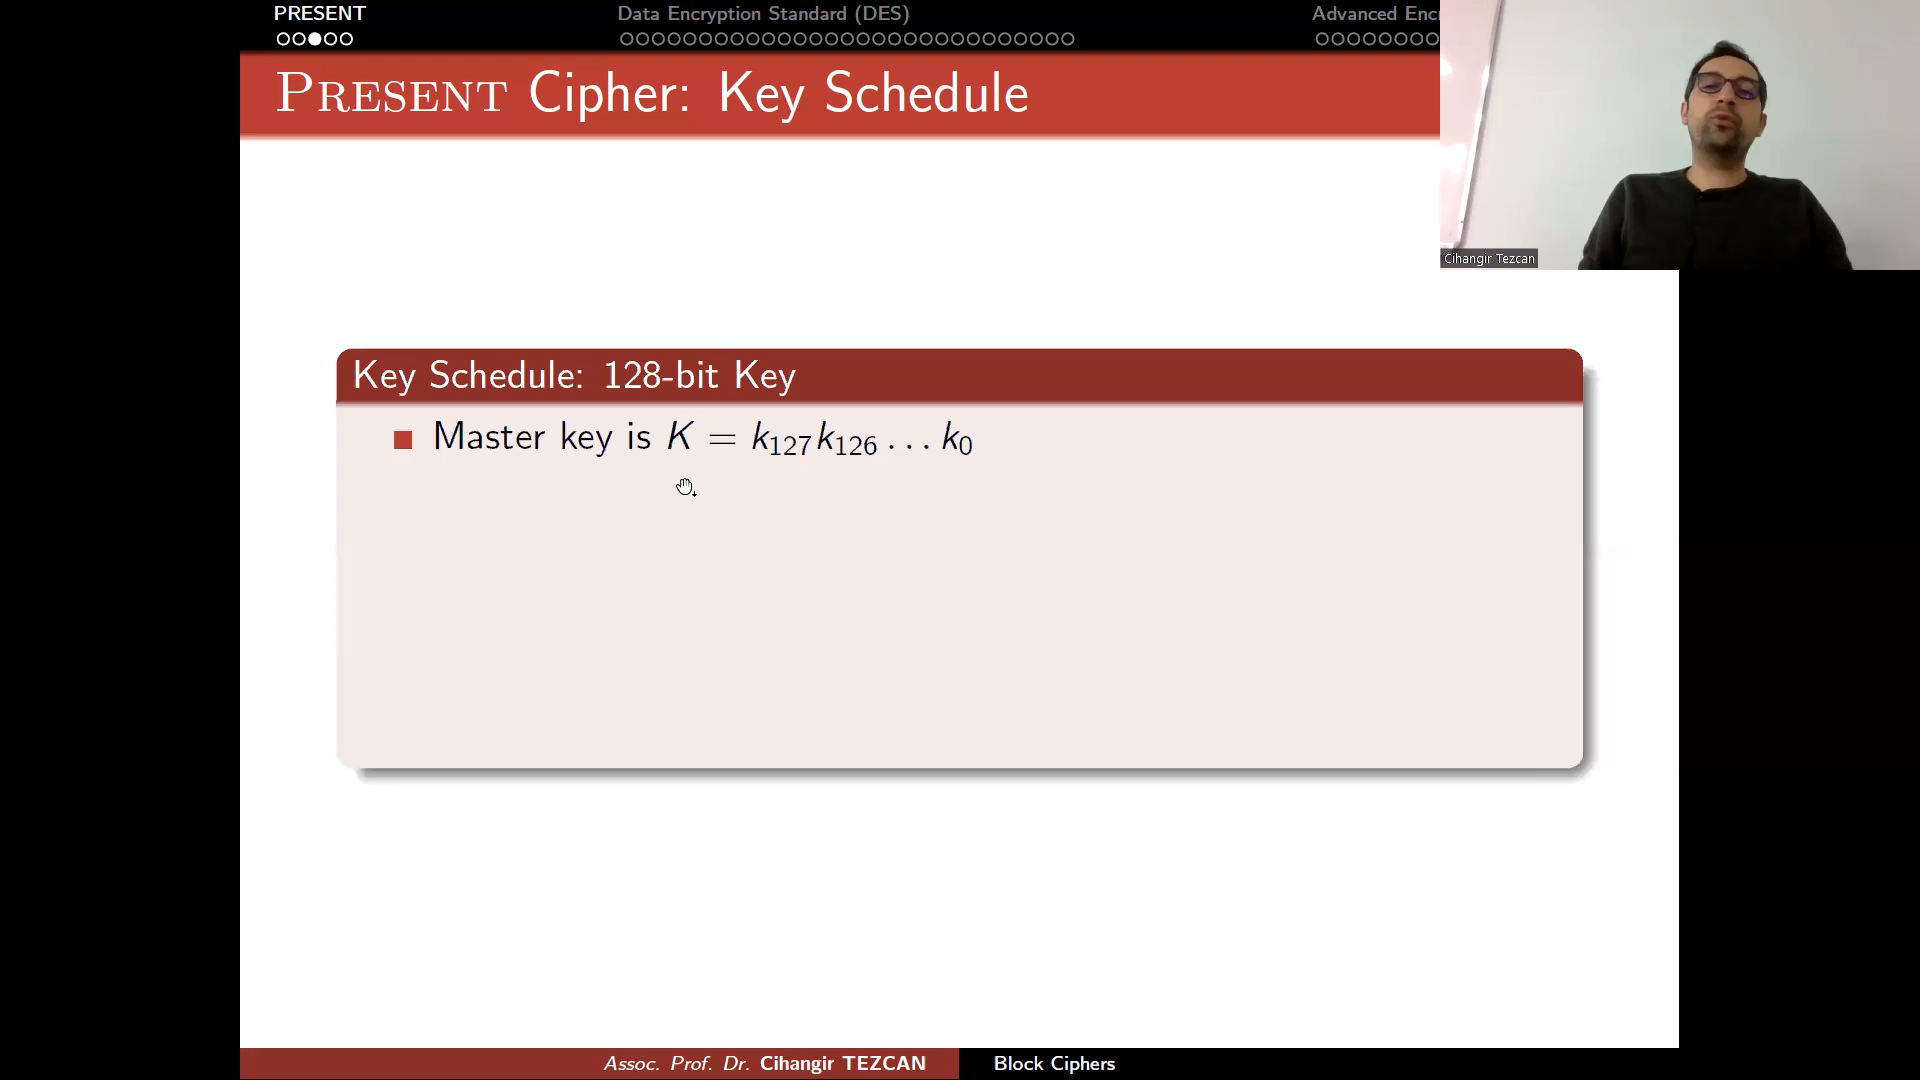 PRESENT
Data Encryption Standard (DES)
Advanced Enc
PRESENT Cipher: Key Schedule
Cihangir Tezcan
Key Schedule: 128-bit Key
Master key is K = k₁₂₇k₁₂₆ . . . k₀
Assoc. Prof. Dr. Cihangir TEZCAN
Block Ciphers